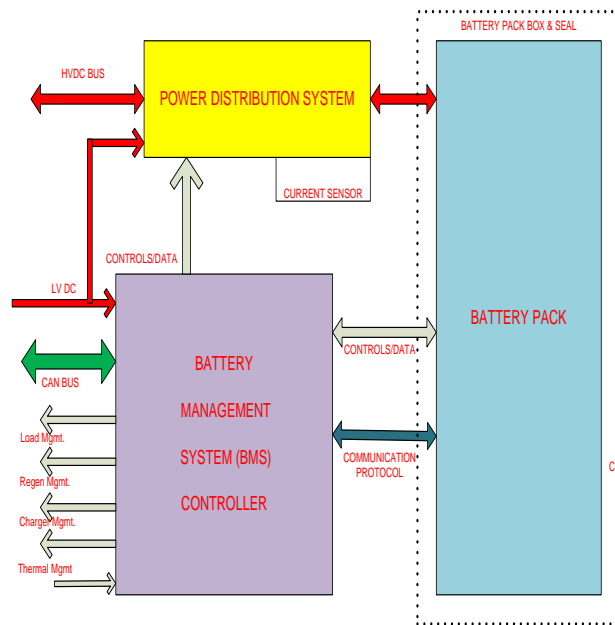 BATTERY PACK BOX & SEAL
HVDC BUS
POWER DISTRIBUTION SYSTEM
CURRENT SENSOR
CONTROLS/DATA
LV DC
BATTERY PACK
BATTERY
MANAGEMENT
SYSTEM (BMS)
CONTROLLER
CONTROLS/DATA
CAN BUS
COMMUNICATION
PROTOCOL
Load Mgmt.
Regen Mgmt.
Charger Mgmt.
Thermal Mgmt
C